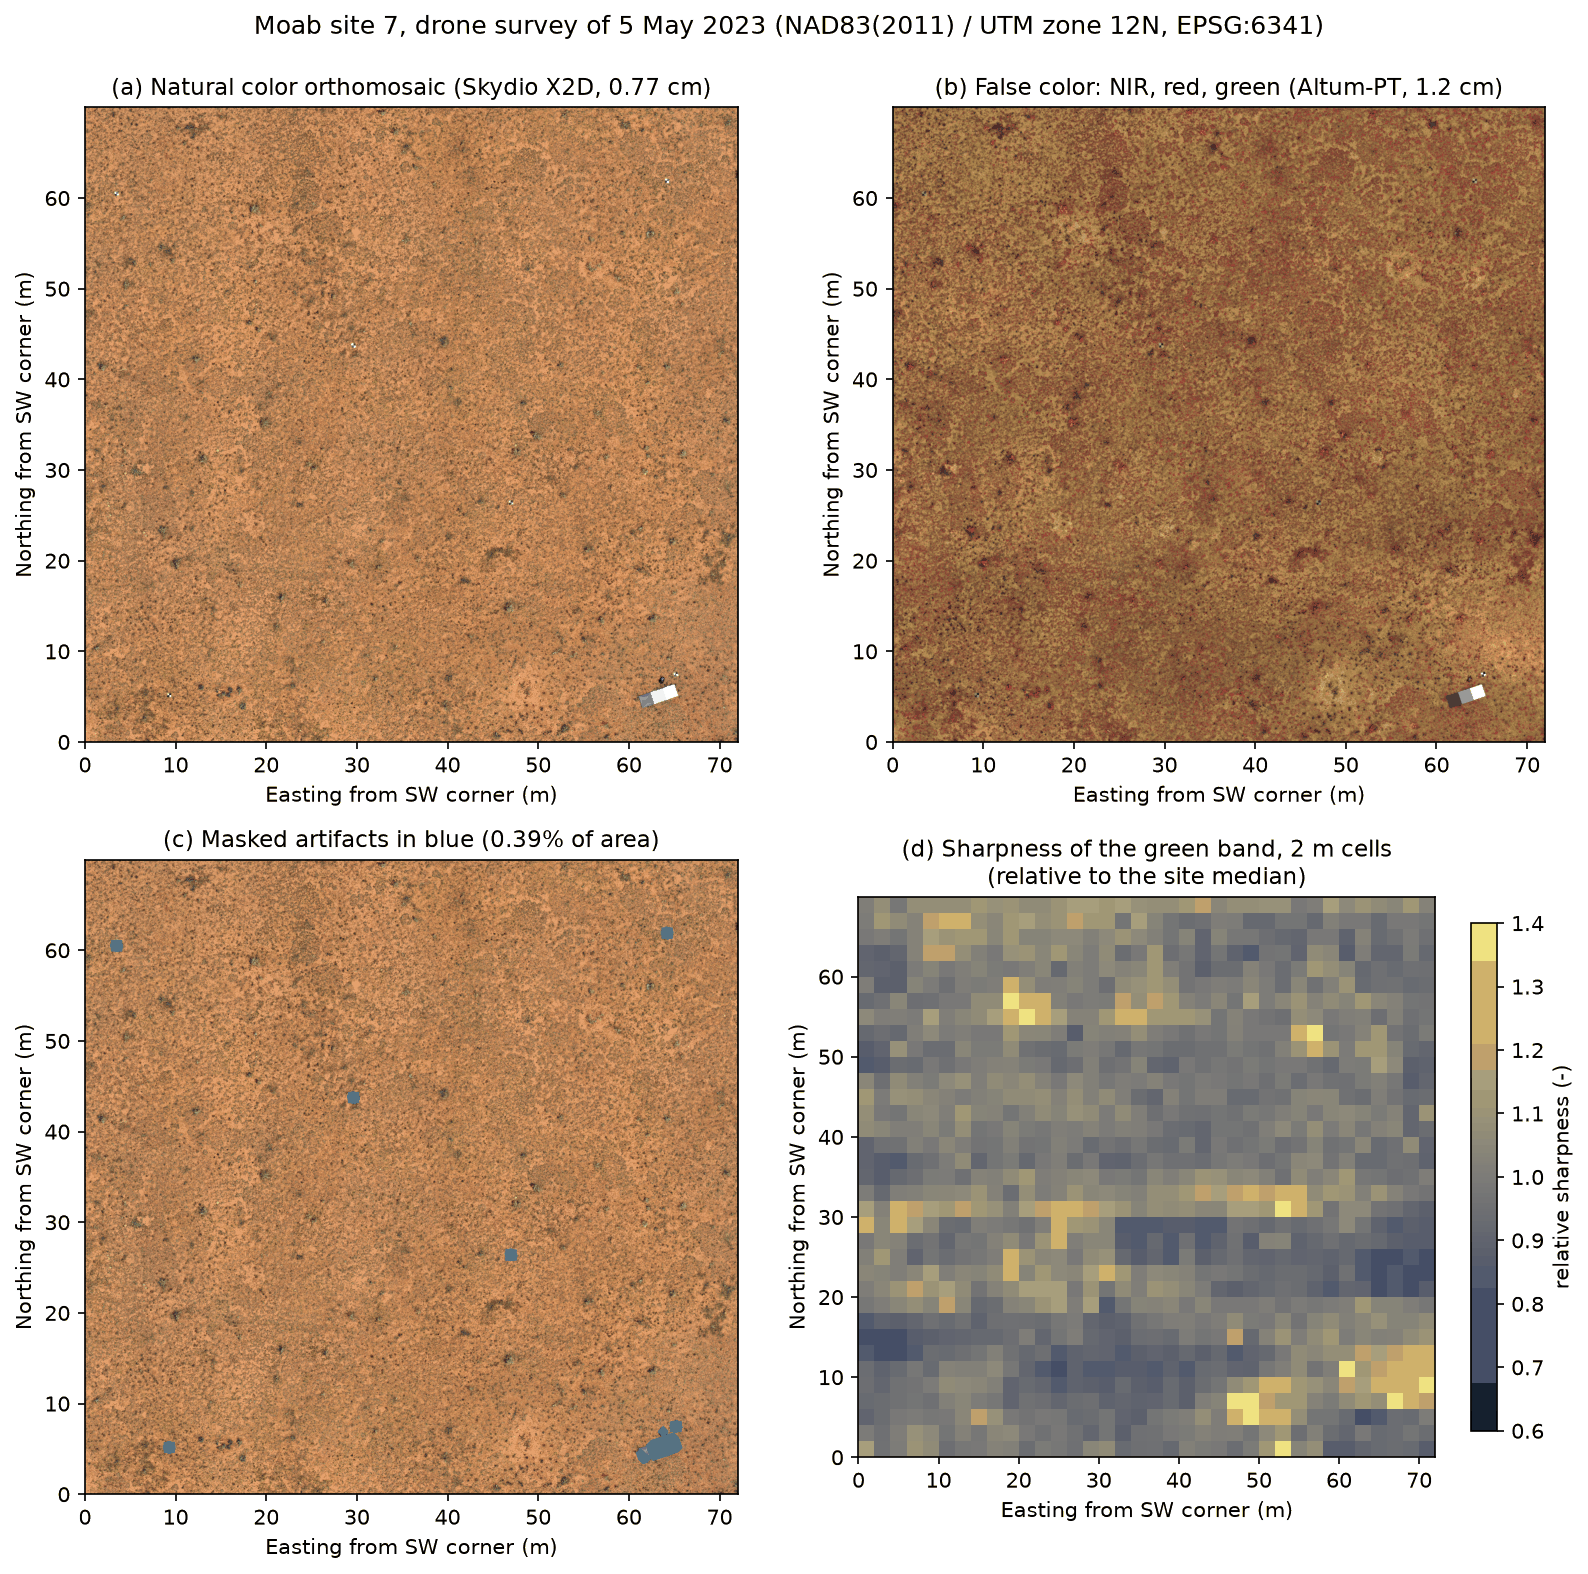 Moab site 7, drone survey of 5 May 2023 (NAD83(2011) / UTM zone 12N, EPSG:6341)
(a) Natural color orthomosaic (Skydio X2D, 0.77 cm)
Northing from SW corner (m)
60
50
40
30
20
10
0
0 10 20 30 40 50 60 70
Easting from SW corner (m)
(b) False color: NIR, red, green (Altum-PT, 1.2 cm)
Northing from SW corner (m)
60
50
40
30
20
10
0
0 10 20 30 40 50 60 70
Easting from SW corner (m)
(c) Masked artifacts in blue (0.39% of area)
Northing from SW corner (m)
60
50
40
30
20
10
0
0 10 20 30 40 50 60 70
Easting from SW corner (m)
(d) Sharpness of the green band, 2 m cells
(relative to the site median)
Northing from SW corner (m)
60
50
40
30
20
10
0
0 10 20 30 40 50 60 70
Easting from SW corner (m)
1.4
1.3
1.2
1.1
1.0
0.9
0.8
0.7
0.6
relative sharpness (-)